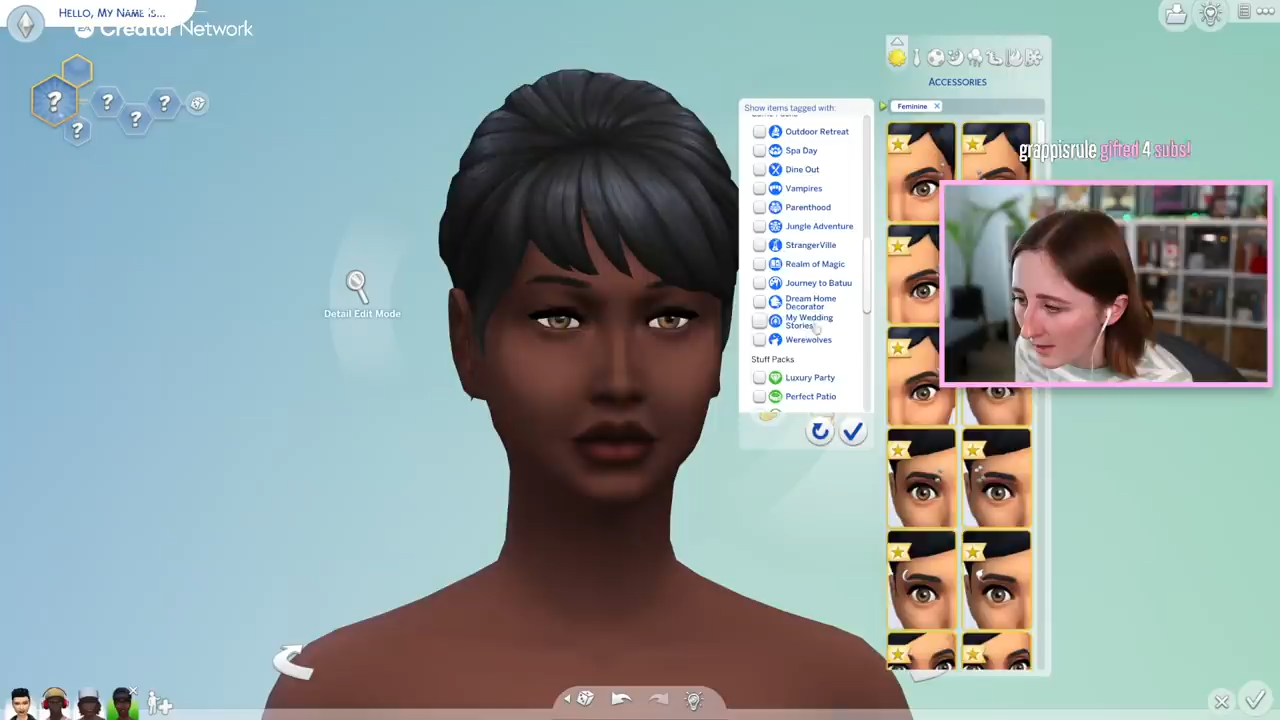 HELLO, MY NAME IS...
EA Creator Network
Detail Edit Mode
Show items tagged with:
Outdoor Retreat
Spa Day
Dine Out
Vampires
Parenthood
Jungle Adventure
StrangerVille
Realm of Magic
Journey to Batuu
Dream Home
Decorator
My Wedding
Stories
Werewolves
Stuff Packs
Luxury Party
Perfect Patio
ACCESSORIES
Feminine
grappisrule gifted 4 subs!